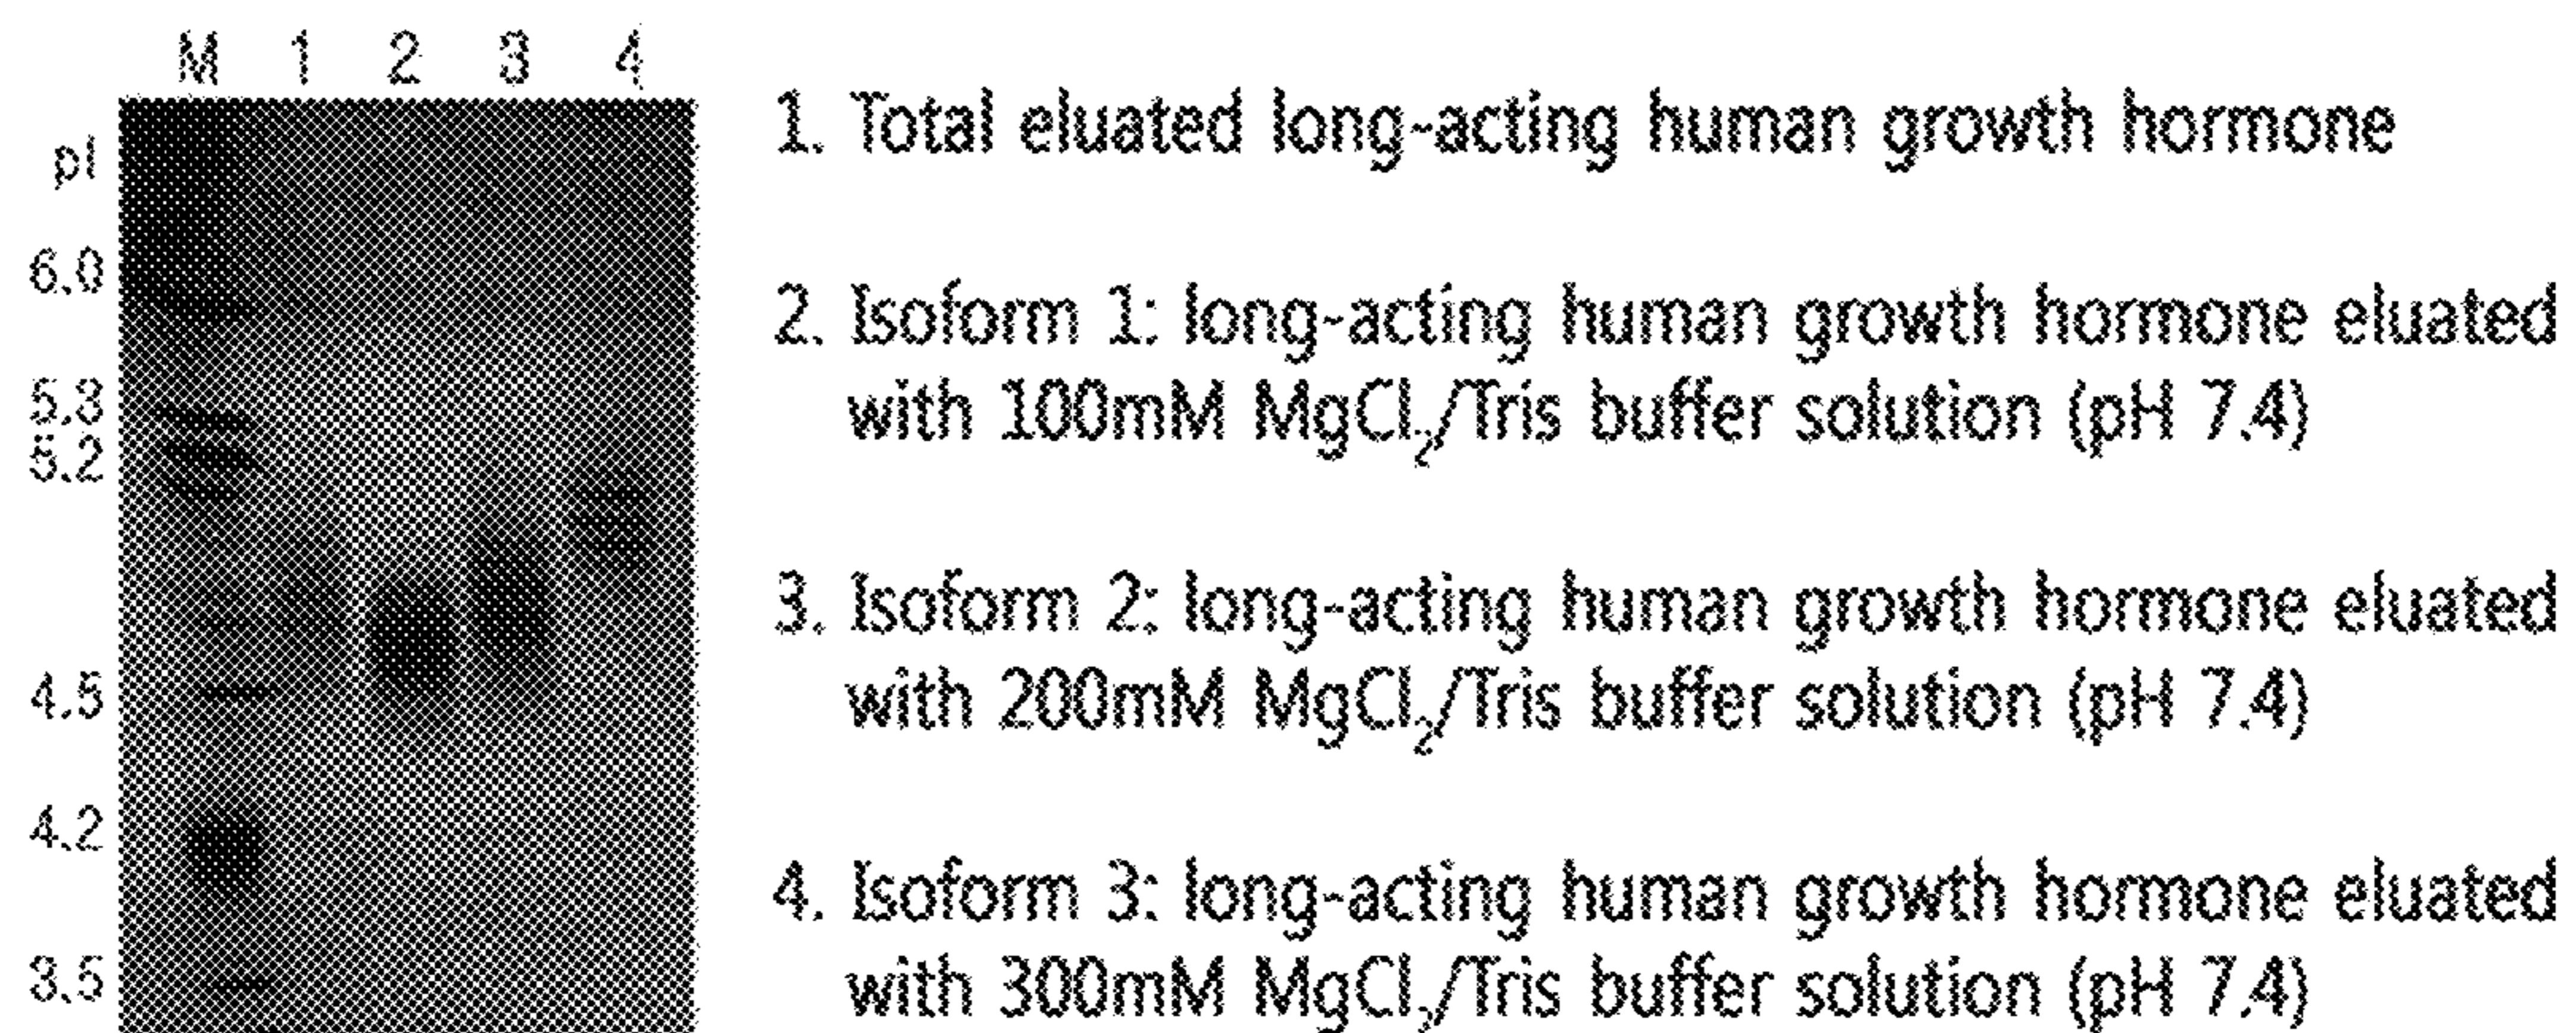 M 1 2 3 4
pI
6.0
5.3
5.2
4.5
4.2
3.5
1. Total eluated long-acting human growth hormone
2. Isoform 1: long-acting human growth hormone eluated
with 100mM MgCl₂/Tris buffer solution (pH 7.4)
3. Isoform 2: long-acting human growth hormone eluated
with 200mM MgCl₂/Tris buffer solution (pH 7.4)
4. Isoform 3: long-acting human growth hormone eluated
with 300mM MgCl₂/Tris buffer solution (pH 7.4)